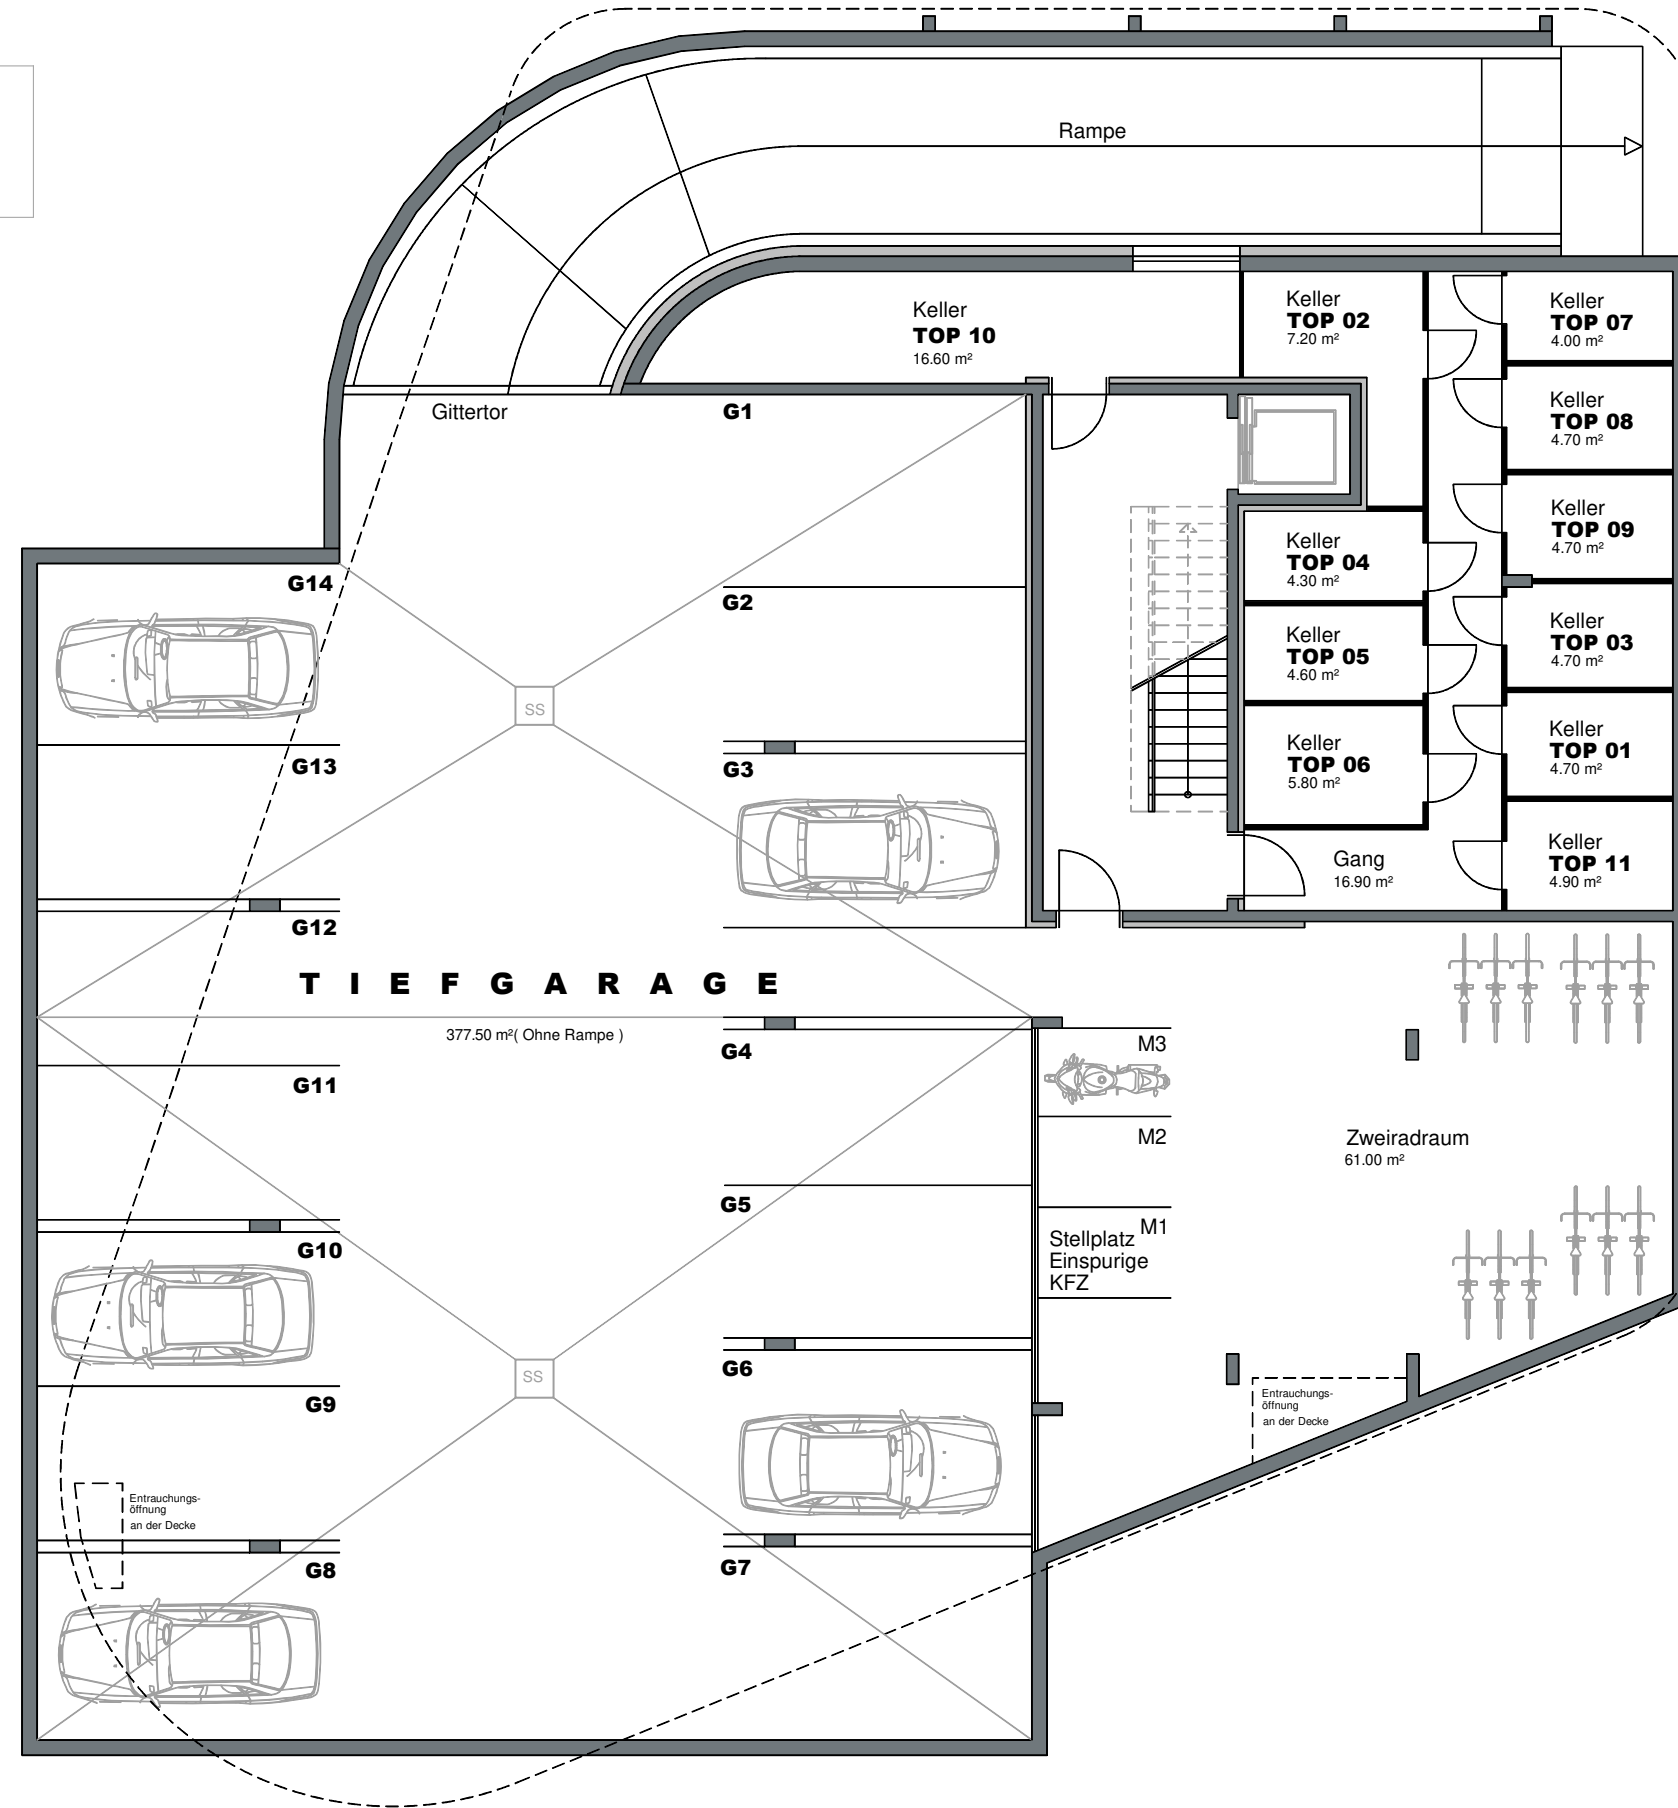 Rampe
Keller
TOP 10
16.60 m²
Keller
TOP 02
7.20 m²
Keller
TOP 07
4.00 m²
Keller
TOP 08
4.70 m²
Keller
TOP 09
4.70 m²
Keller
TOP 04
4.30 m²
Keller
TOP 05
4.60 m²
Keller
TOP 03
4.70 m²
Keller
TOP 06
5.80 m²
Keller
TOP 01
4.70 m²
Keller
TOP 11
4.90 m²
Gang
16.90 m²
Gittertor
G1
G14
G2
SS
G13
G3
G12
TIEFGARAGE
377.50 m²( Ohne Rampe )
G4
G11
G5
G10
SS
G6
G9
Entrauchungs-
öffnung
an der Decke
G8
G7
M3
M2
M1
Stellplatz
Einspurige
KFZ
Zweiradraum
61.00 m²
Entrauchungs-
öffnung
an der Decke